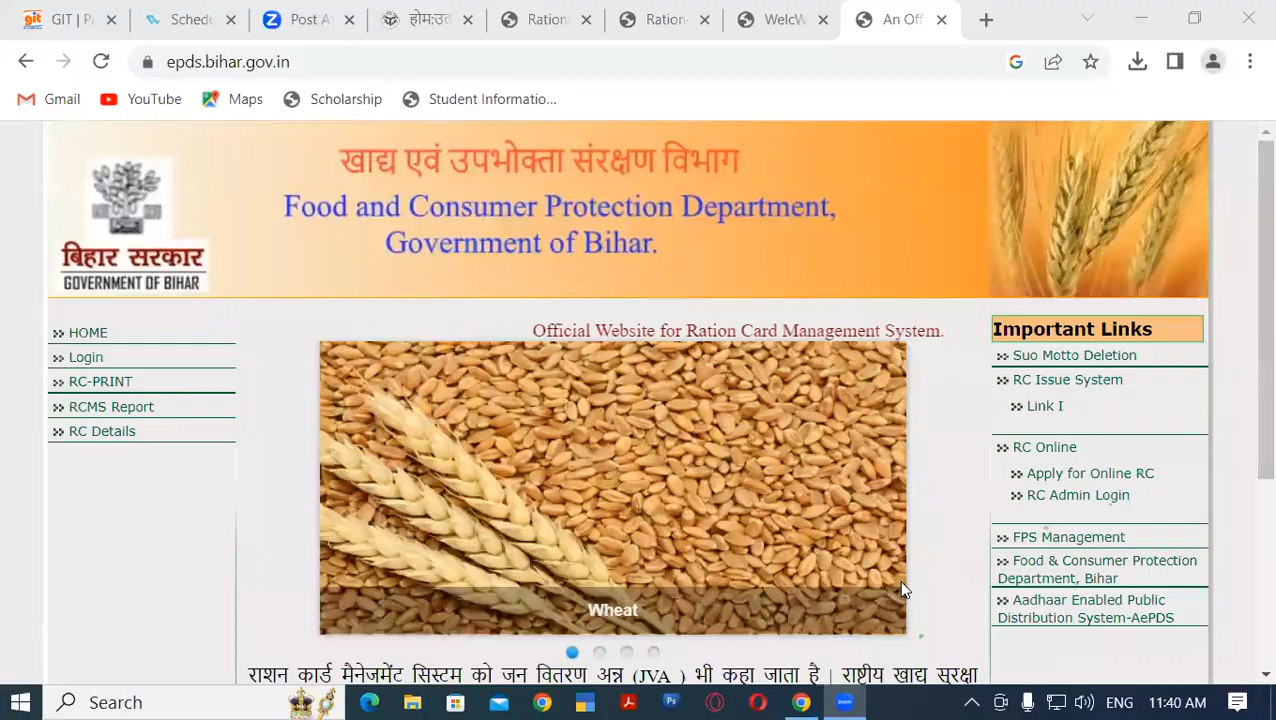 git GIT | Pa
Schedu
Post Ap
होम:उत
Ration
Ration-
WelcW
An Off
epds.bihar.gov.in
Gmail
YouTube
Maps
Scholarship
Student Informatio...
खाद्य एवं उपभोक्ता संरक्षण विभाग
Food and Consumer Protection Department,
Government of Bihar.
बिहार सरकार
GOVERNMENT OF BIHAR
HOME
Login
RC-PRINT
RCMS Report
RC Details
Official Website for Ration Card Management System.
Wheat
राशन कार्ड मैनेजमेंट सिस्टम को जन वितरण अन्न (JVA ) भी कहा जाता है | राष्ट्रीय खाद्य सुरक्षा
Important Links
Suo Motto Deletion
RC Issue System
Link I
RC Online
Apply for Online RC
RC Admin Login
FPS Management
Food & Consumer Protection
Department, Bihar
Aadhaar Enabled Public
Distribution System-AePDS
Search
ENG
11:40 AM